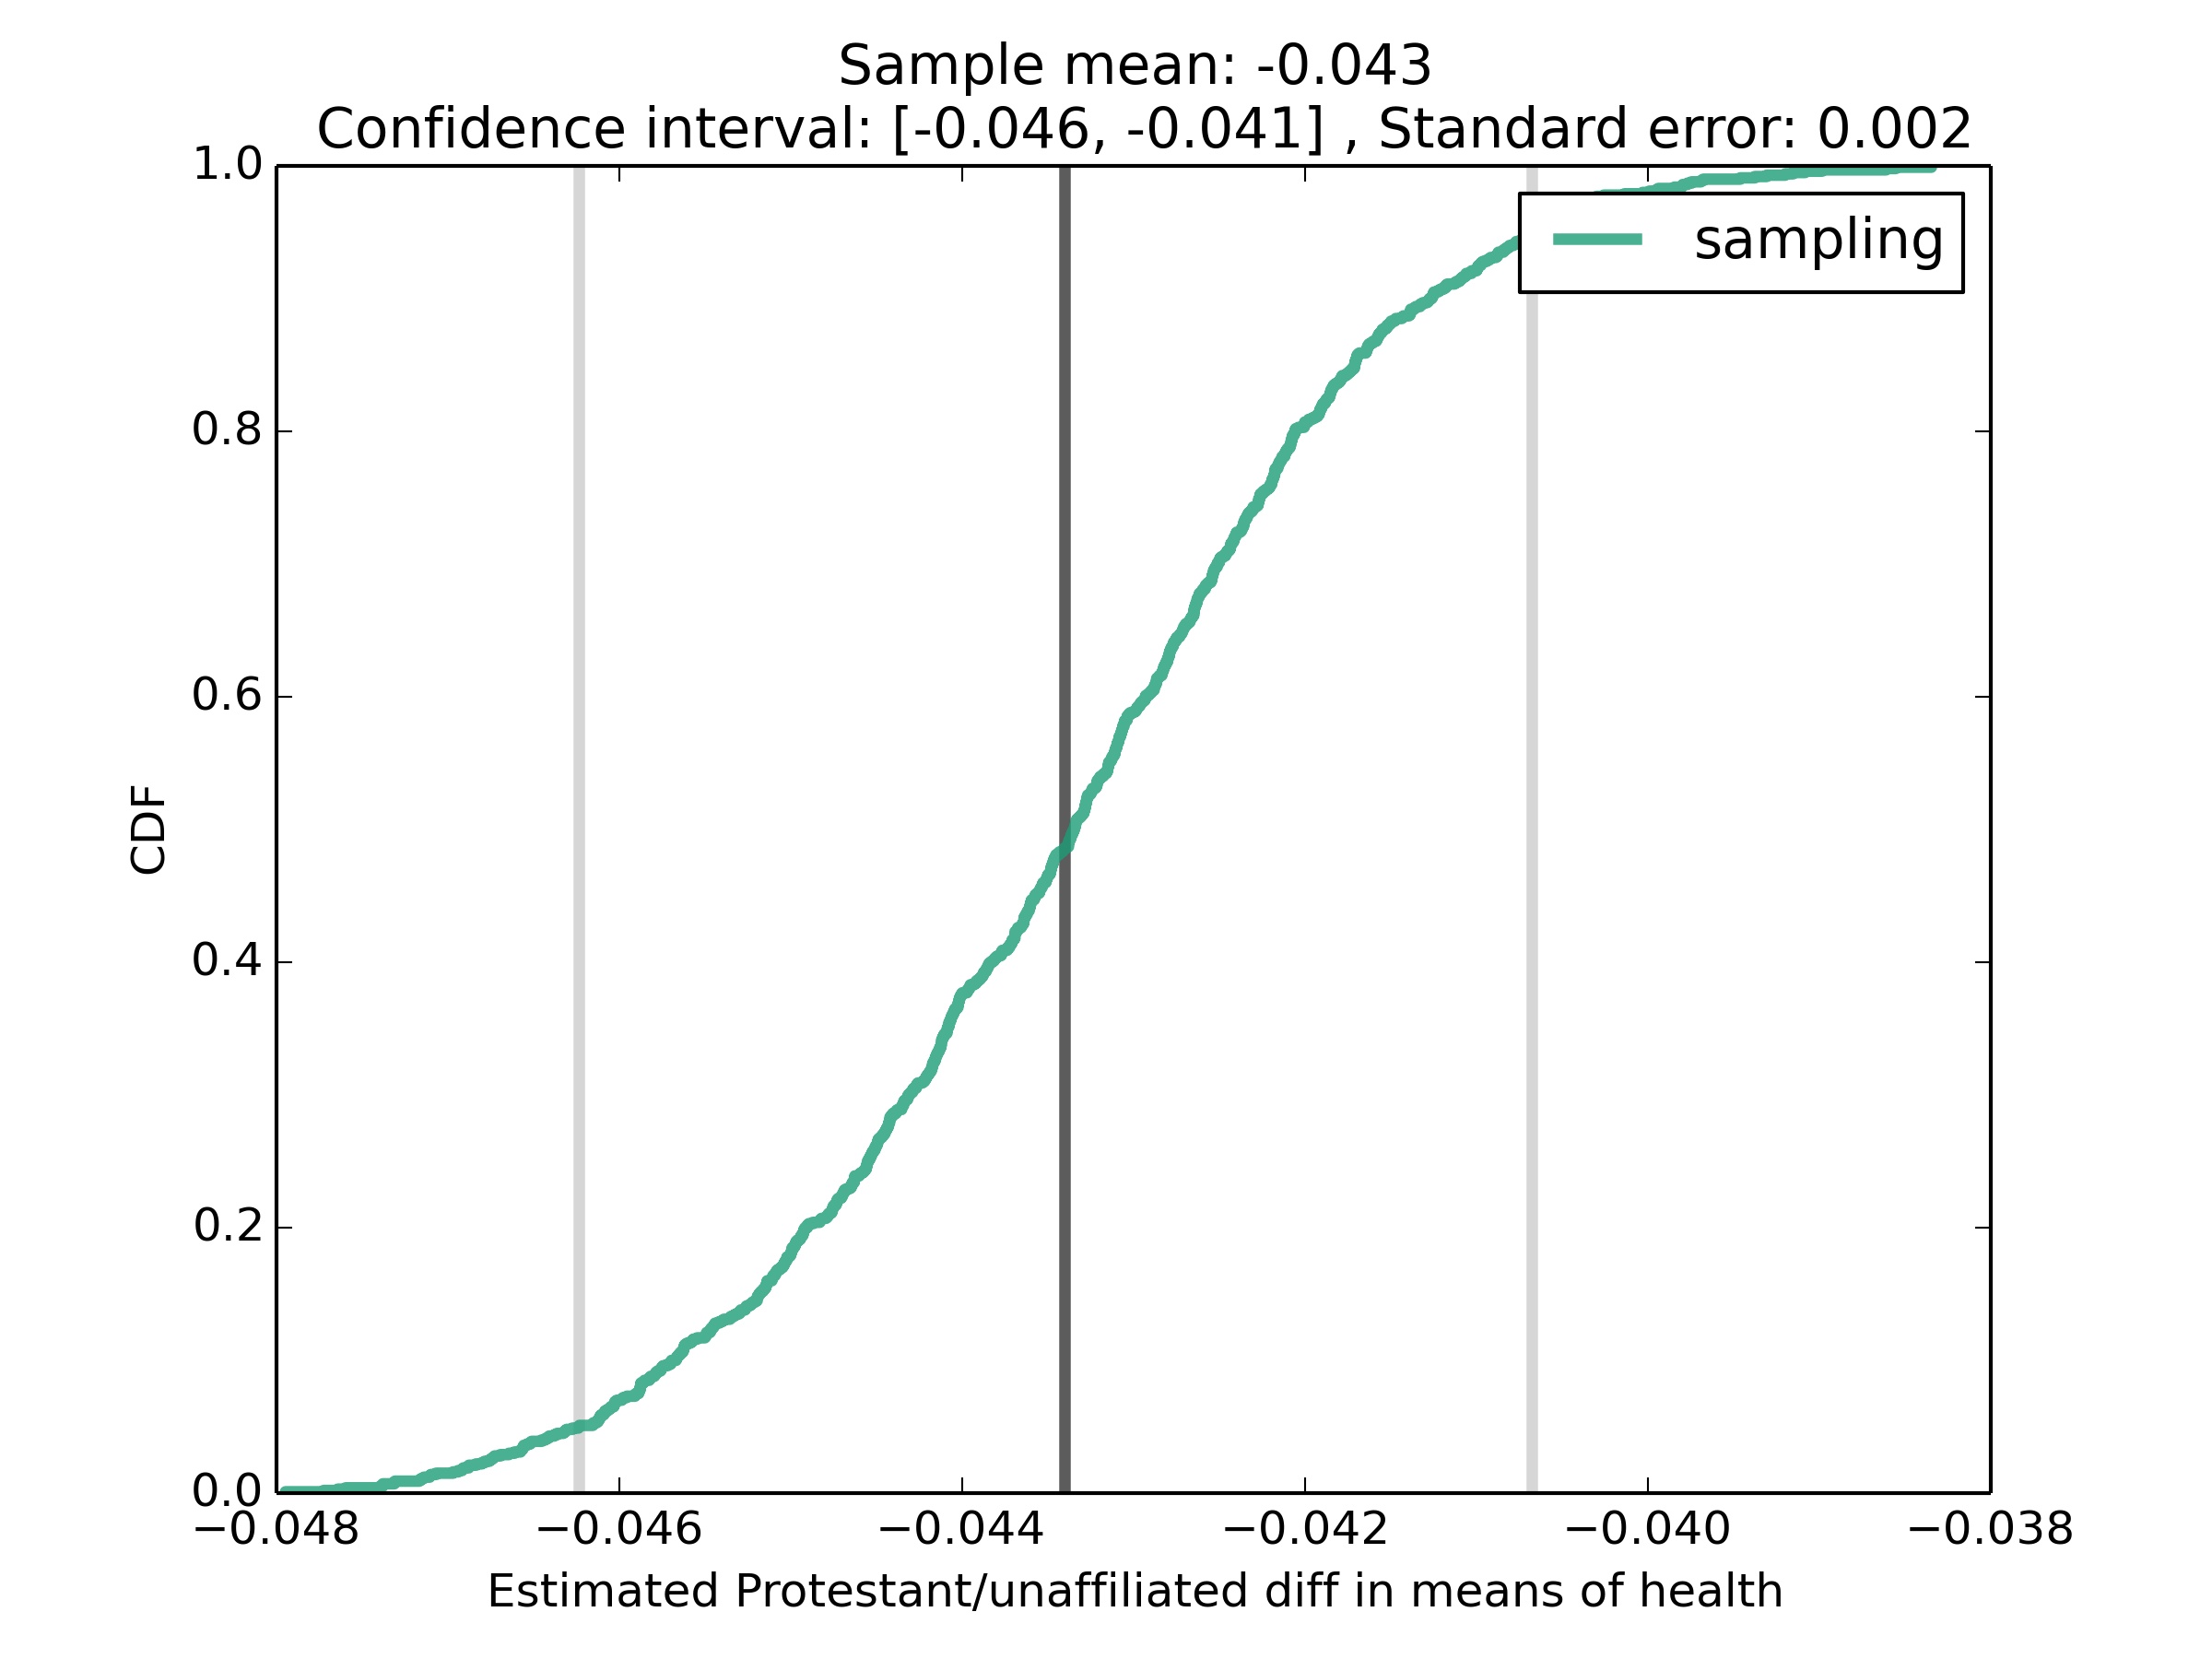 Sample mean: -0.043
Confidence interval: [-0.046, -0.041] , Standard error: 0.002
sampling
1.0
0.8
0.6
0.4
0.2
0.0
CDF
−0.048 −0.046 −0.044 −0.042 −0.040 −0.038
Estimated Protestant/unaffiliated diff in means of health